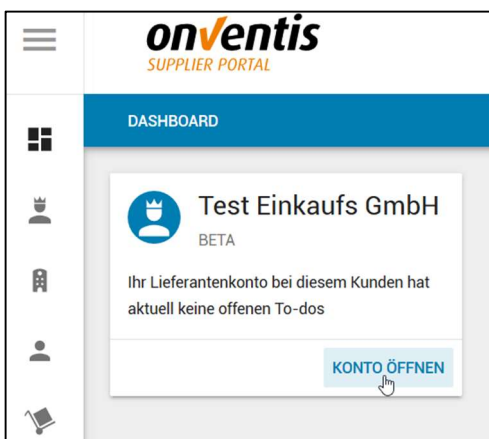 onventis
SUPPLIER PORTAL
DASHBOARD
Test Einkaufs GmbH
BETA
Ihr Lieferantenkonto bei diesem Kunden hat
aktuell keine offenen To-dos
KONTO ÖFFNEN